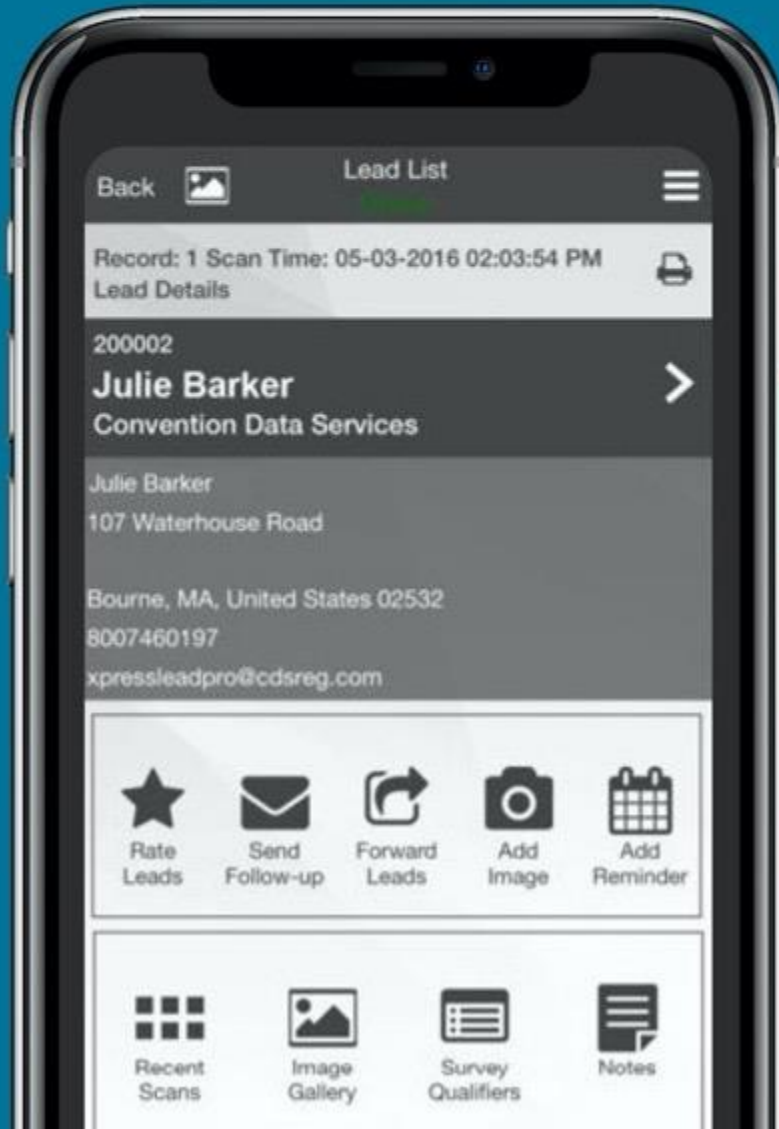 Back
Lead List
Record: 1 Scan Time: 05-03-2016 02:03:54 PM
Lead Details
200002
Julie Barker
Convention Data Services
Julie Barker
107 Waterhouse Road
Bourne, MA, United States 02532
8007460197
xpressleadpro@cdsreg.com
Rate
Leads
Send
Follow-up
Forward
Leads
Add
Image
Add
Reminder
Recent
Scans
Image
Gallery
Survey
Qualifiers
Notes